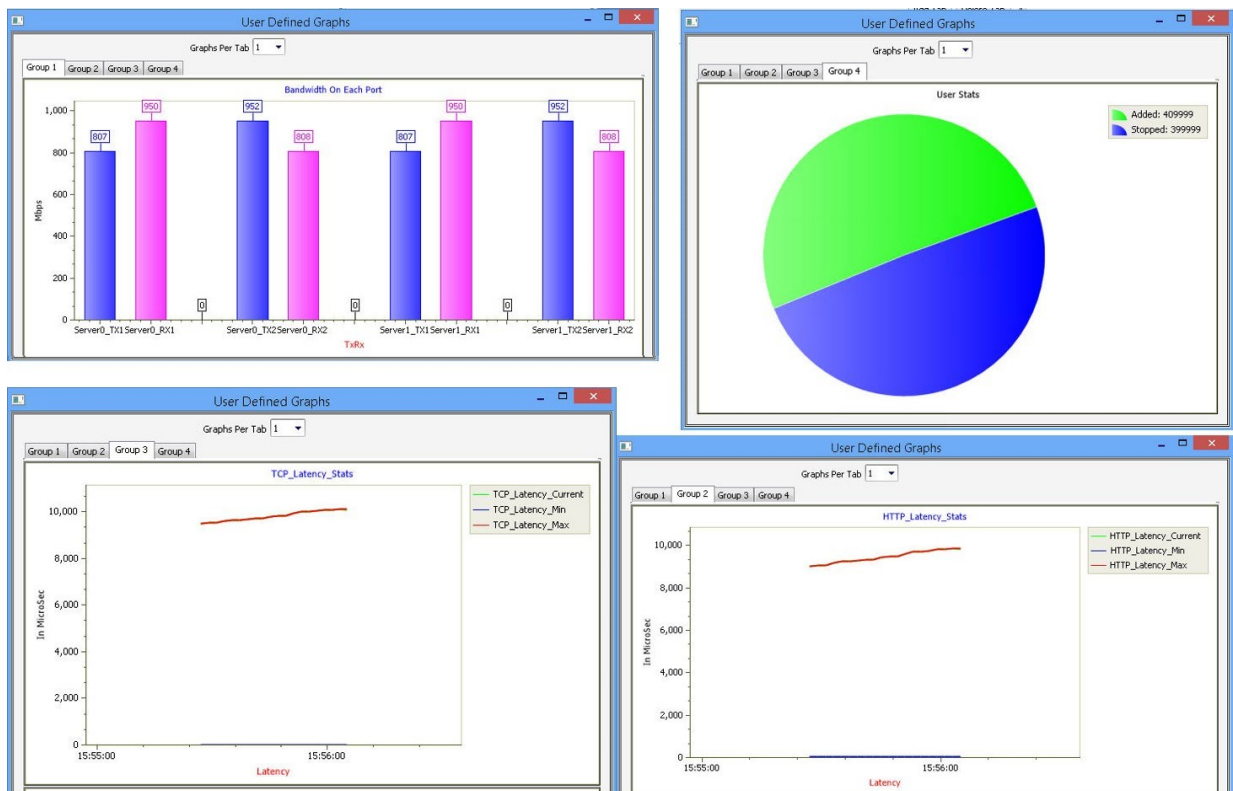 User Defined Graphs
Graphs Per Tab 1
Group 1 Group 2 Group 3 Group 4
Bandwidth On Each Port
1,000
800
600
400
200
0
Mbps
807 950 0 952 808 0 807 950 0 952 808
Server0_TX1 Server0_RX1 Server0_TX2 Server0_RX2 Server1_TX1 Server1_RX1 Server1_TX2 Server1_RX2
TxRx
User Defined Graphs
Graphs Per Tab 1
Group 1 Group 2 Group 3 Group 4
User Stats
Added: 409999
Stopped: 399999
User Defined Graphs
Graphs Per Tab 1
Group 1 Group 2 Group 3 Group 4
TCP_Latency_Stats
TCP_Latency_Current
TCP_Latency_Min
TCP_Latency_Max
10,000
8,000
6,000
4,000
2,000
0
In MicroSec
15:55:00 15:56:00
Latency
User Defined Graphs
Graphs Per Tab 1
Group 1 Group 2 Group 3 Group 4
HTTP_Latency_Stats
HTTP_Latency_Current
HTTP_Latency_Min
HTTP_Latency_Max
10,000
8,000
6,000
4,000
2,000
0
In MicroSec
15:55:00 15:56:00
Latency